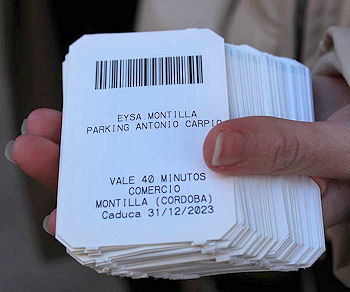 EYSA MONTILLA
PARKING ANTONIO CARPIO
VALE 40 MINUTOS
COMERCIO
MONTILLA (CORDOBA)
Caduca 31/12/2023